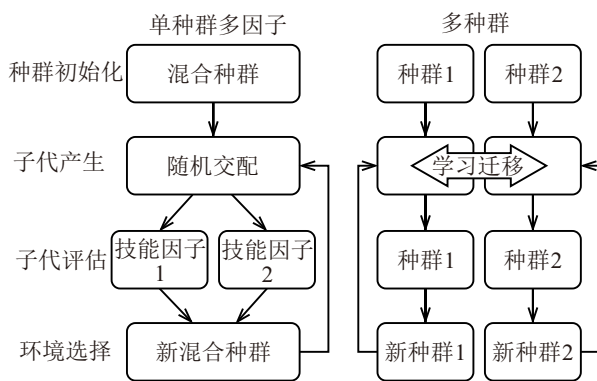 单种群多因子
多种群
种群初始化
混合种群
种群1
种群2
子代产生
随机交配
学习迁移
子代评估
技能因子
1
技能因子
2
种群1
种群2
环境选择
新混合种群
新种群1
新种群2